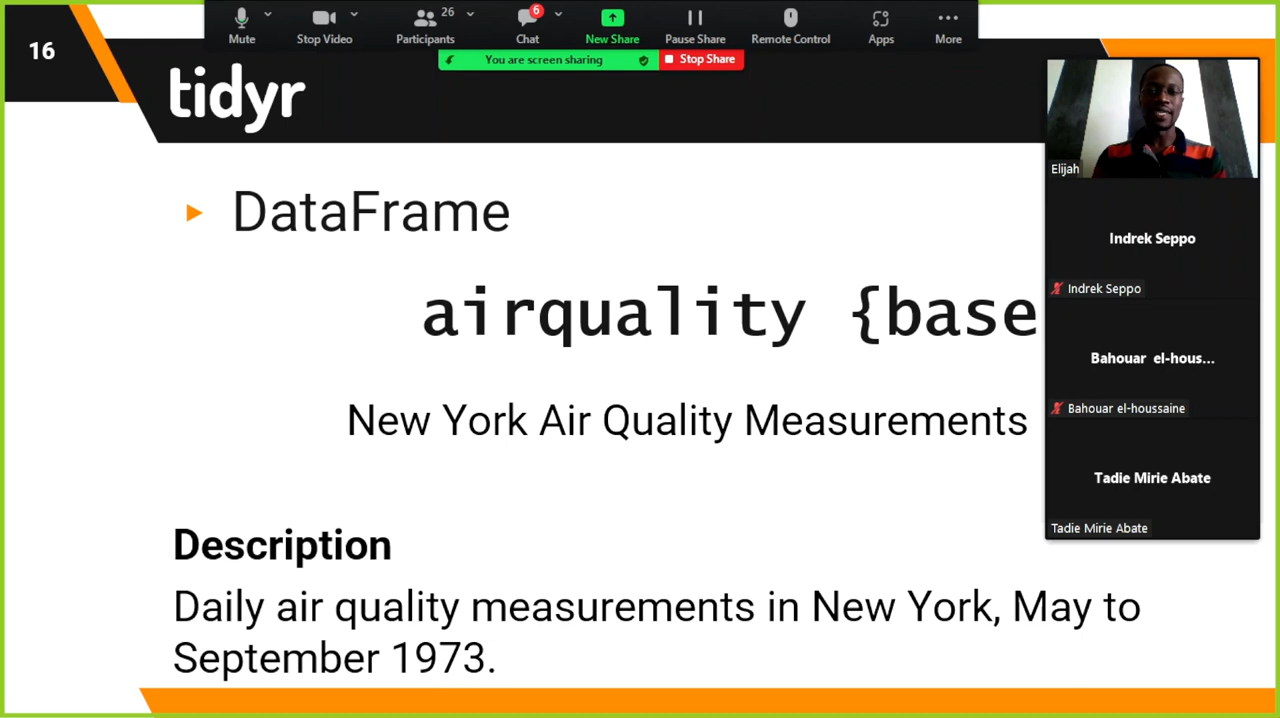 16
Mute
Stop Video
26
Participants
6
Chat
New Share
Pause Share
Remote Control
Apps
More
You are screen sharing
Stop Share
tidyr
Elijah
DataFrame
Indrek Seppo
Indrek Seppo
airquality {base
Bahouar el-hous...
Bahouar el-houssaine
New York Air Quality Measurements
Tadie Mirie Abate
Tadie Mirie Abate
Description
Daily air quality measurements in New York, May to
September 1973.